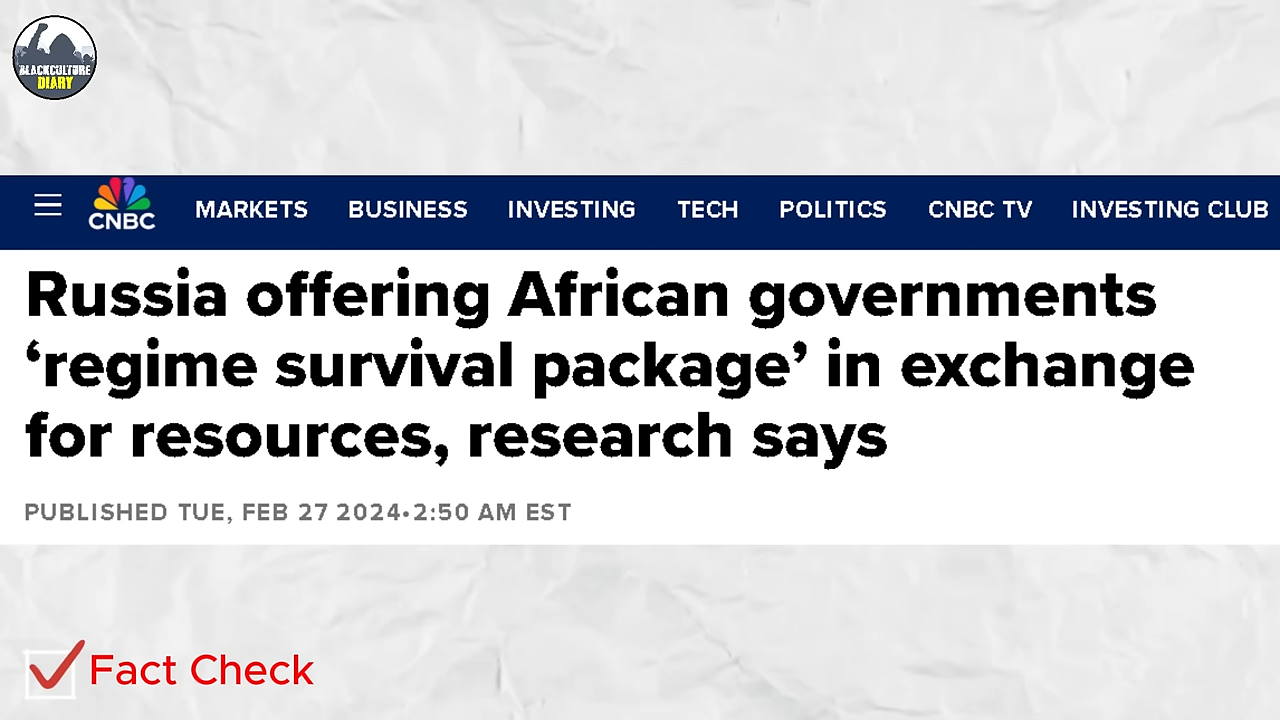 BLACKCULTURE
DIARY
CNBC
MARKETS BUSINESS INVESTING TECH POLITICS CNBC TV INVESTING CLUB
Russia offering African governments
‘regime survival package’ in exchange
for resources, research says
PUBLISHED TUE, FEB 27 2024•2:50 AM EST
Fact Check